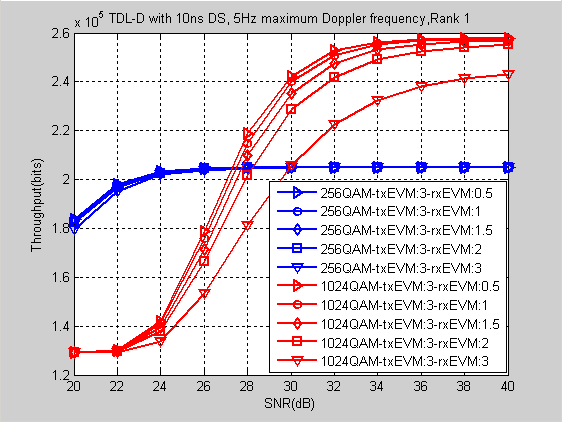 x 10^5 TDL-D with 10ns DS, 5Hz maximum Doppler frequency,Rank 1
2.6
2.4
2.2
2
1.8
1.6
1.4
1.2
Throughput(bits)
256QAM-txEVM:3-rxEVM:0.5
256QAM-txEVM:3-rxEVM:1
256QAM-txEVM:3-rxEVM:1.5
256QAM-txEVM:3-rxEVM:2
256QAM-txEVM:3-rxEVM:3
1024QAM-txEVM:3-rxEVM:0.5
1024QAM-txEVM:3-rxEVM:1
1024QAM-txEVM:3-rxEVM:1.5
1024QAM-txEVM:3-rxEVM:2
1024QAM-txEVM:3-rxEVM:3
20 22 24 26 28 30 32 34 36 38 40
SNR(dB)